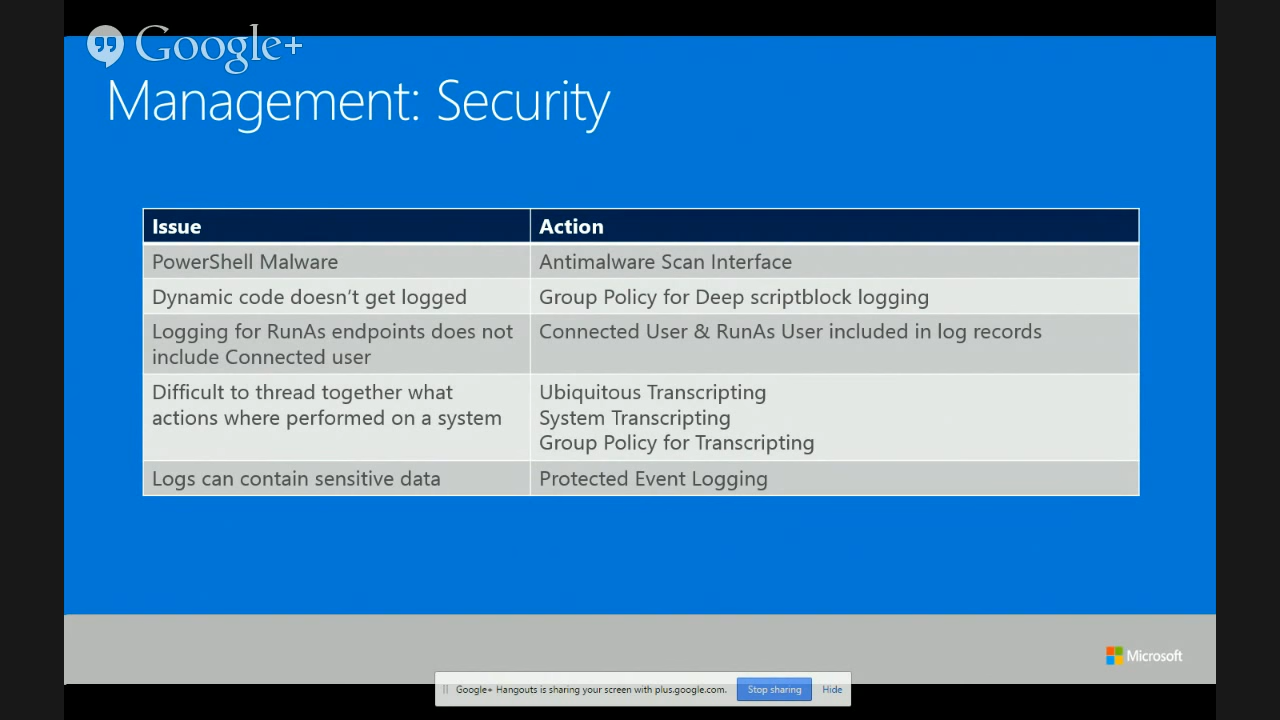 Google+
Management: Security
Issue
Action
PowerShell Malware
Antimalware Scan Interface
Dynamic code doesn't get logged
Group Policy for Deep scriptblock logging
Logging for RunAs endpoints does not
include Connected user
Connected User & RunAs User included in log records
Difficult to thread together what
actions where performed on a system
Ubiquitous Transcripting
System Transcripting
Group Policy for Transcripting
Logs can contain sensitive data
Protected Event Logging
Microsoft
Google+ Hangouts is sharing your screen with plus.google.com.
Stop sharing
Hide